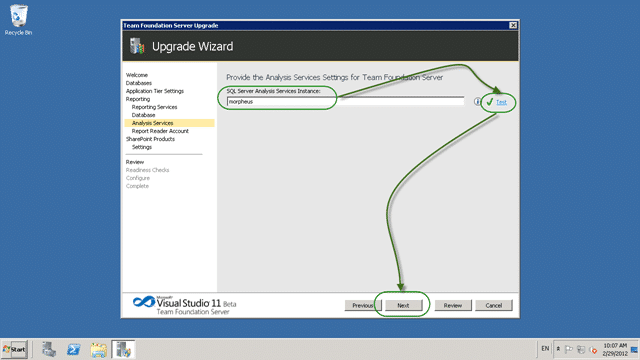 Recycle Bin
Team Foundation Server Upgrade
Upgrade Wizard
Welcome
Databases
Application Tier Settings
Reporting
Reporting Services
Database
Analysis Services
Report Reader Account
SharePoint Products
Settings
Review
Readiness Checks
Configure
Complete
Provide the Analysis Services Settings for Team Foundation Server
SQL Server Analysis Services Instance:
morpheus
Test
Microsoft
Visual Studio 11 Beta
Team Foundation Server
Previous
Next
Review
Cancel
Start
EN
10:07 AM
2/29/2012